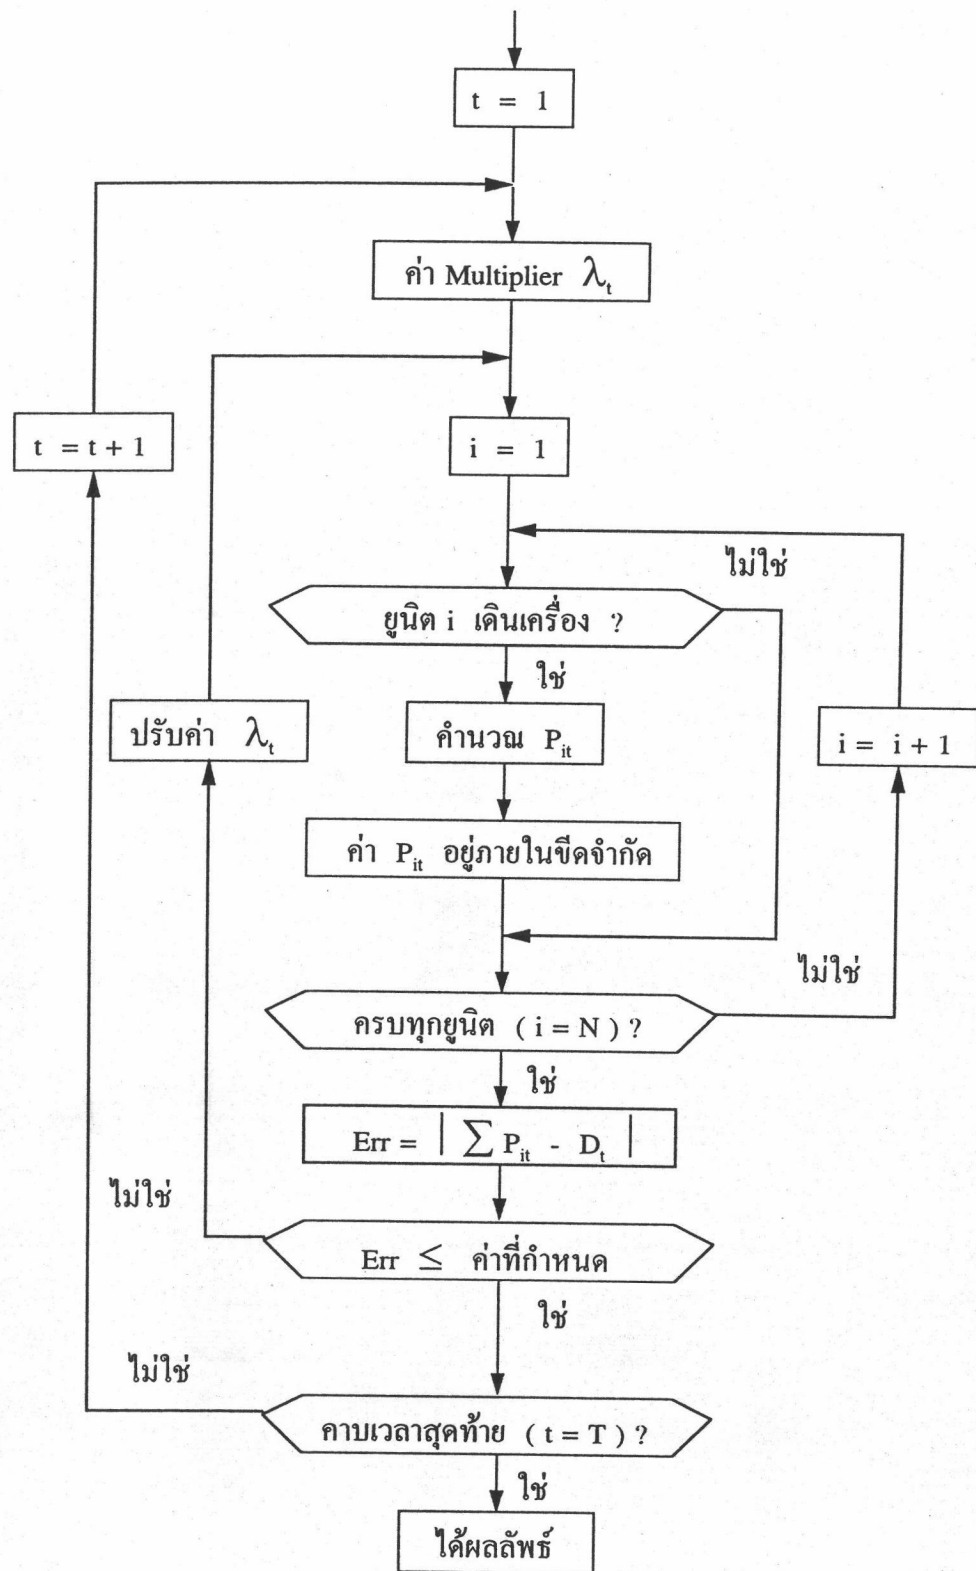 t = 1
ค่า Multiplier λt
t = t + 1
i = 1
ไม่ใช่
ยูนิต i เดินเครื่อง ?
ใช่
ปรับค่า λt
คำนวณ Pit
i = i + 1
ค่า Pit อยู่ภายในขีดจำกัด
ไม่ใช่
ครบทุกยูนิต ( i = N ) ?
ใช่
Err = | ∑ Pit - Dt |
ไม่ใช่
Err ≤ ค่าที่กำหนด
ใช่
ไม่ใช่
คาบเวลาสุดท้าย ( t = T ) ?
ใช่
ได้ผลลัพธ์